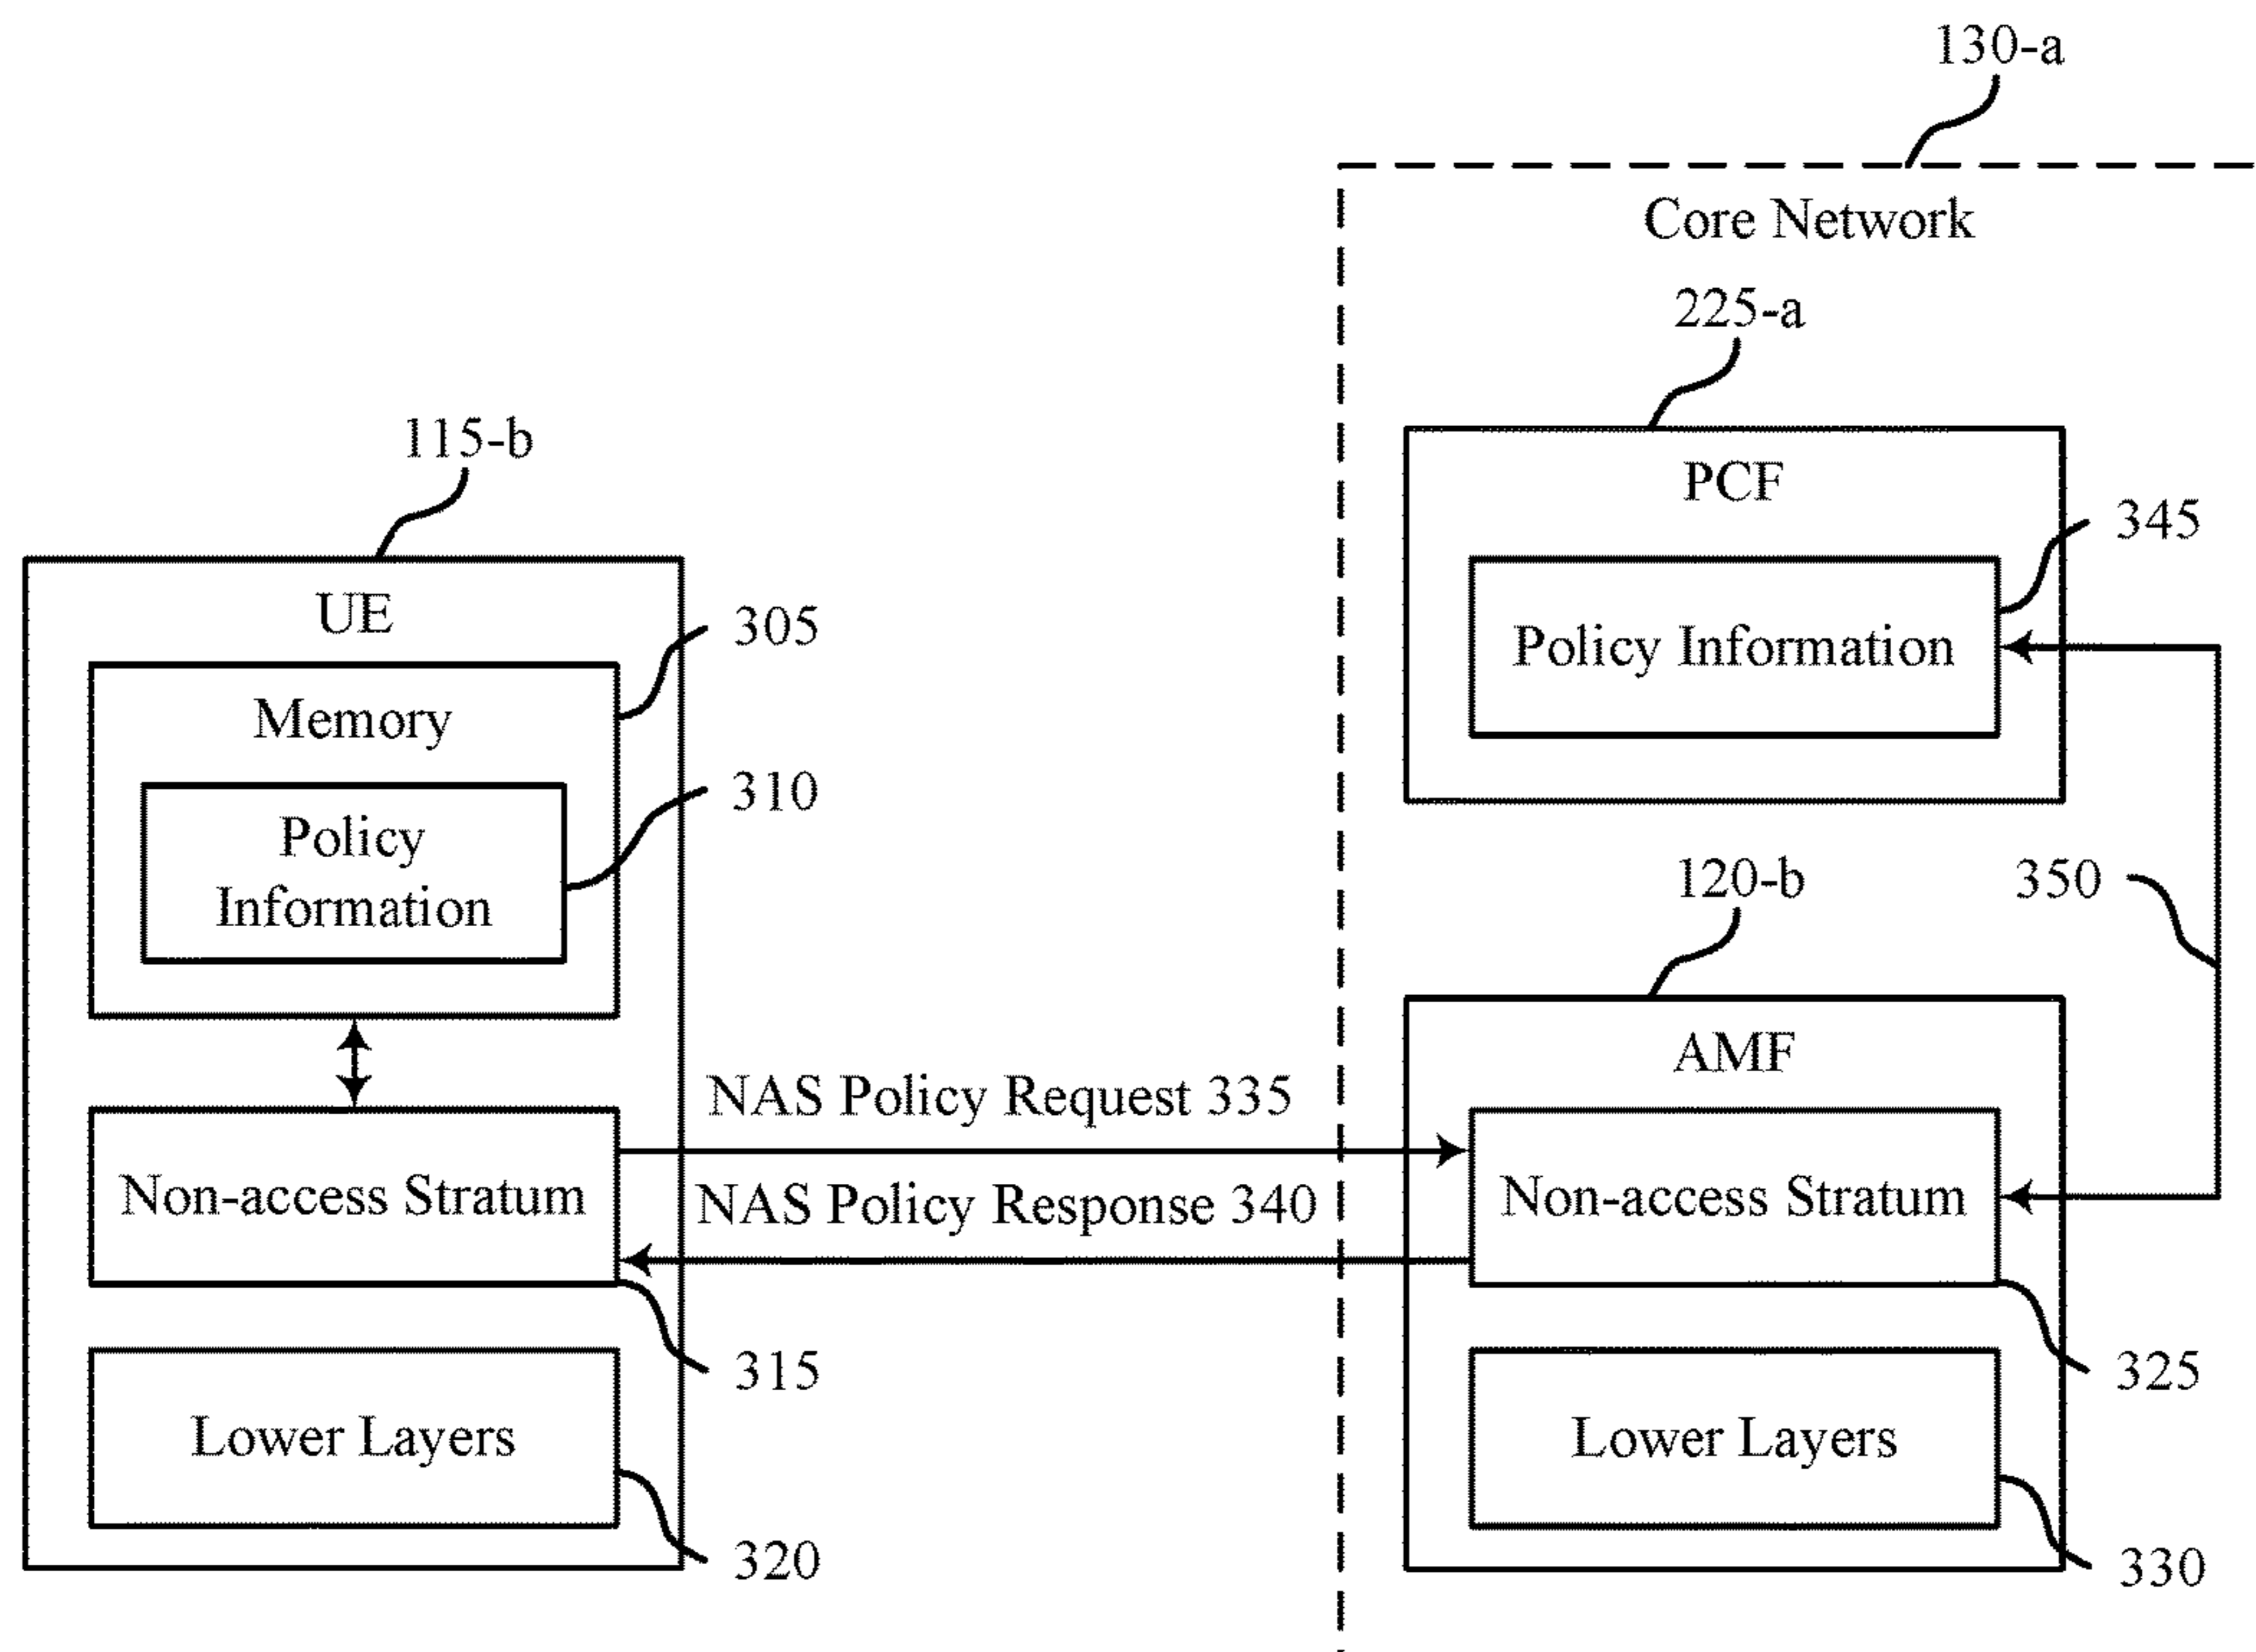 130-a
Core Network
225-a
PCF
345
Policy Information
115-b
UE
305
Memory
310
Policy
Information
350
120-b
AMF
NAS Policy Request 335
Non-access Stratum
NAS Policy Response 340
Non-access Stratum
315
325
Lower Layers
Lower Layers
320
330